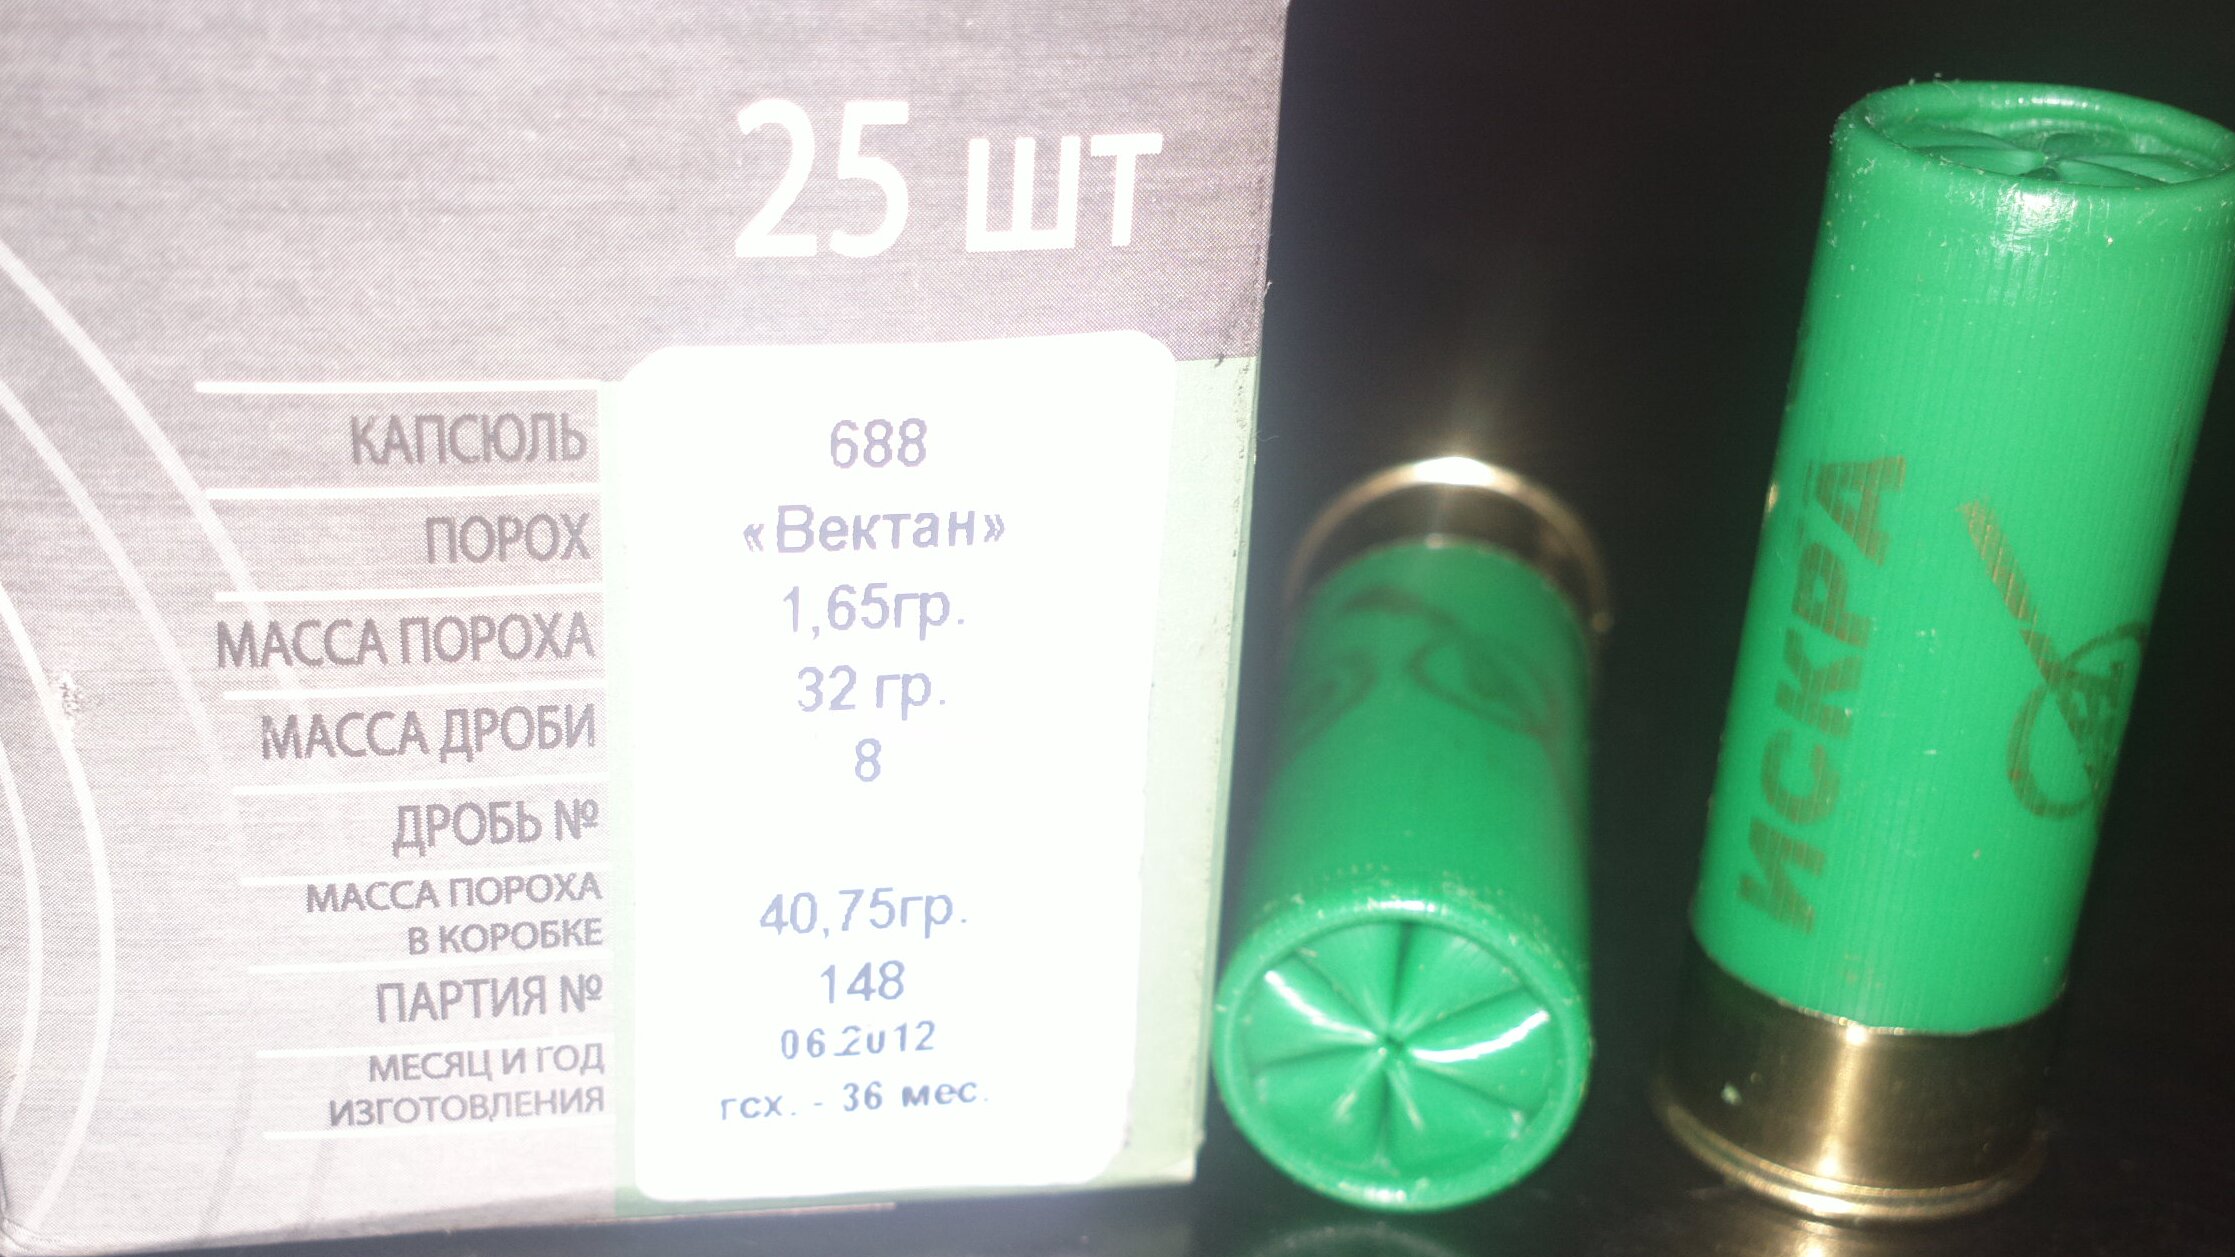 25 шт
КАПСЮЛЬ 688
ПОРОХ «Вектан»
МАССА ПОРОХА 1,65гр.
МАССА ДРОБИ 32 гр.
ДРОБЬ № 8
МАССА ПОРОХА
В КОРОБКЕ 40,75гр.
ПАРТИЯ № 148
МЕСЯЦ И ГОД
ИЗГОТОВЛЕНИЯ 06.2012
гсх. - 36 мес.
ИСКРА